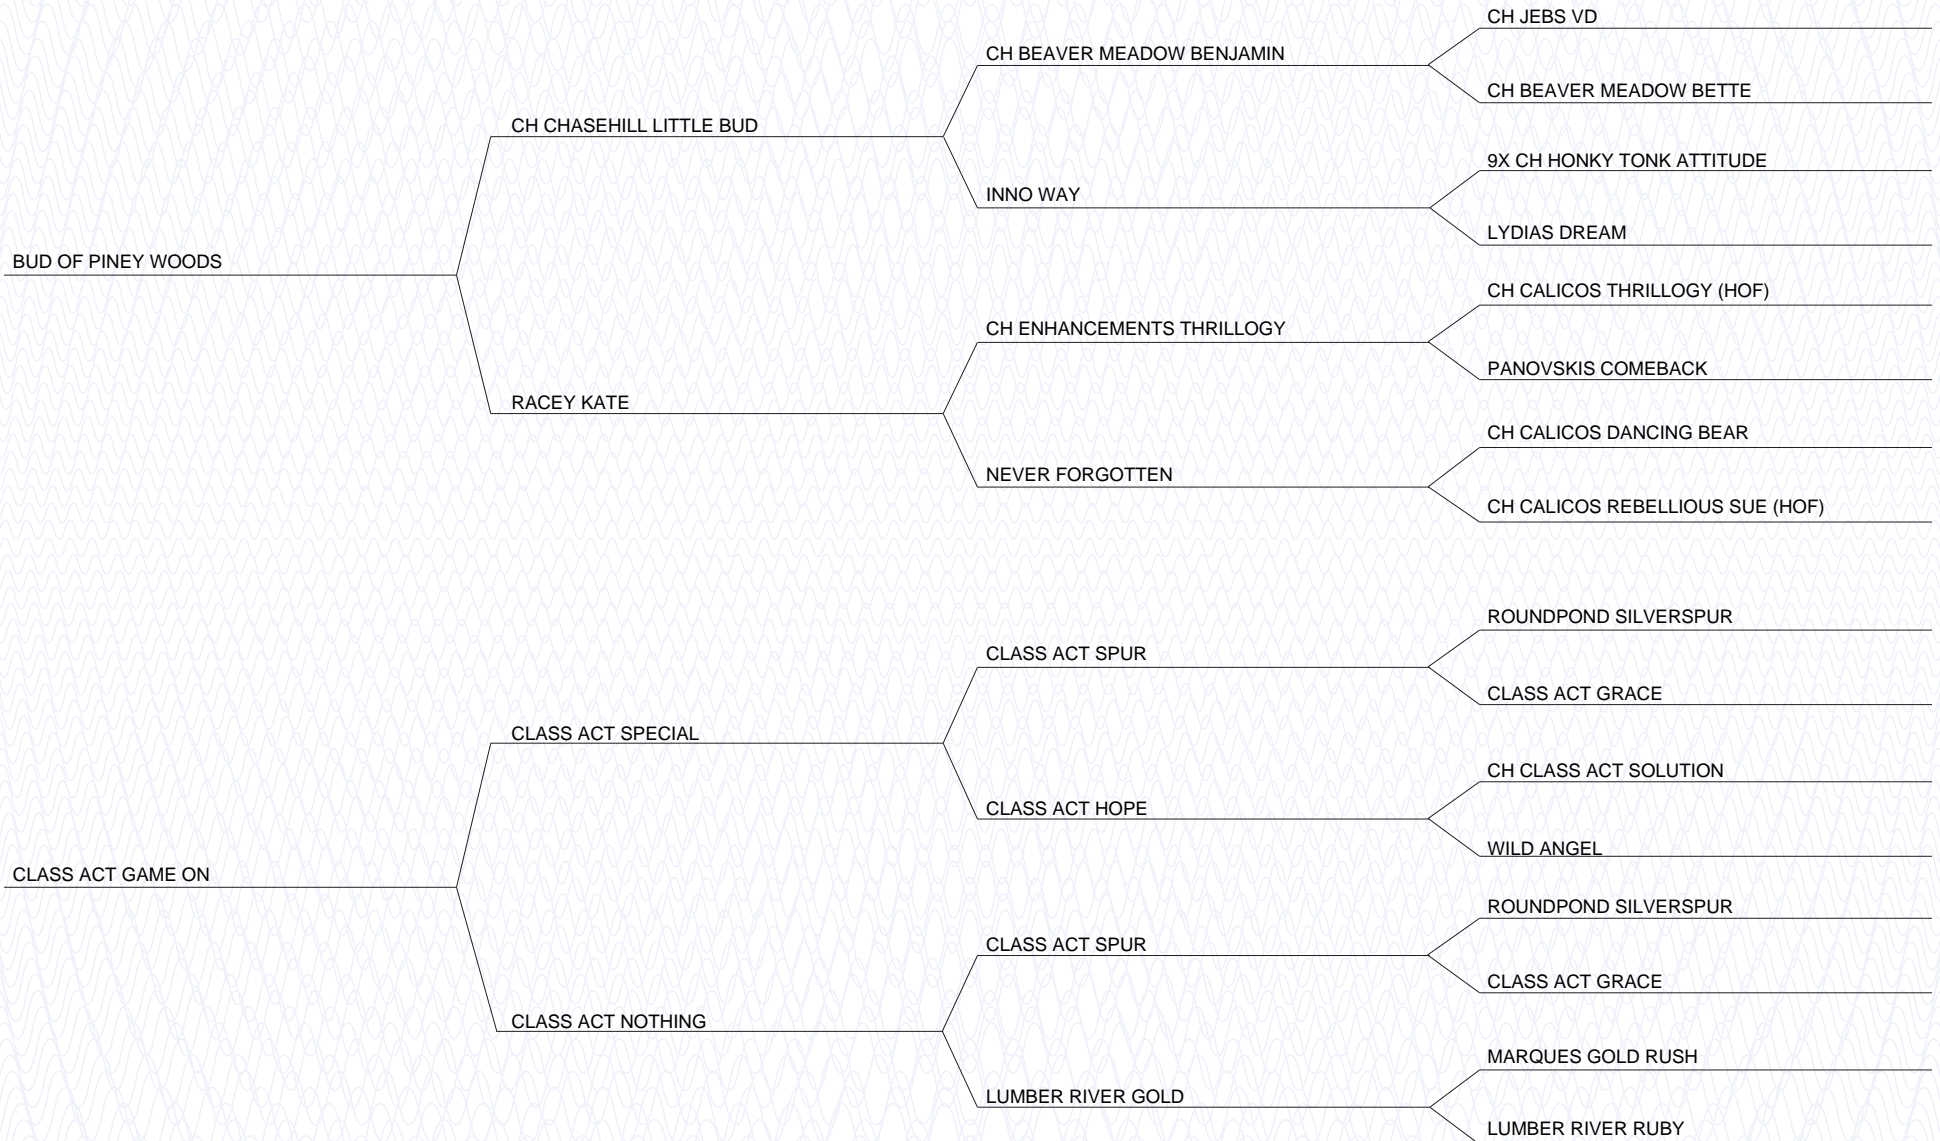 CH JEBS VD
CH BEAVER MEADOW BENJAMIN
CH BEAVER MEADOW BETTE
CH CHASEHILL LITTLE BUD
9X CH HONKY TONK ATTITUDE
INNO WAY
LYDIAS DREAM
BUD OF PINEY WOODS
CH CALICOS THRILLOGY (HOF)
CH ENHANCEMENTS THRILLOGY
PANOVSKIS COMEBACK
RACEY KATE
CH CALICOS DANCING BEAR
NEVER FORGOTTEN
CH CALICOS REBELLIOUS SUE (HOF)
ROUNDPOND SILVERSPUR
CLASS ACT SPUR
CLASS ACT GRACE
CLASS ACT SPECIAL
CH CLASS ACT SOLUTION
CLASS ACT HOPE
WILD ANGEL
CLASS ACT GAME ON
ROUNDPOND SILVERSPUR
CLASS ACT SPUR
CLASS ACT GRACE
CLASS ACT NOTHING
MARQUES GOLD RUSH
LUMBER RIVER GOLD
LUMBER RIVER RUBY